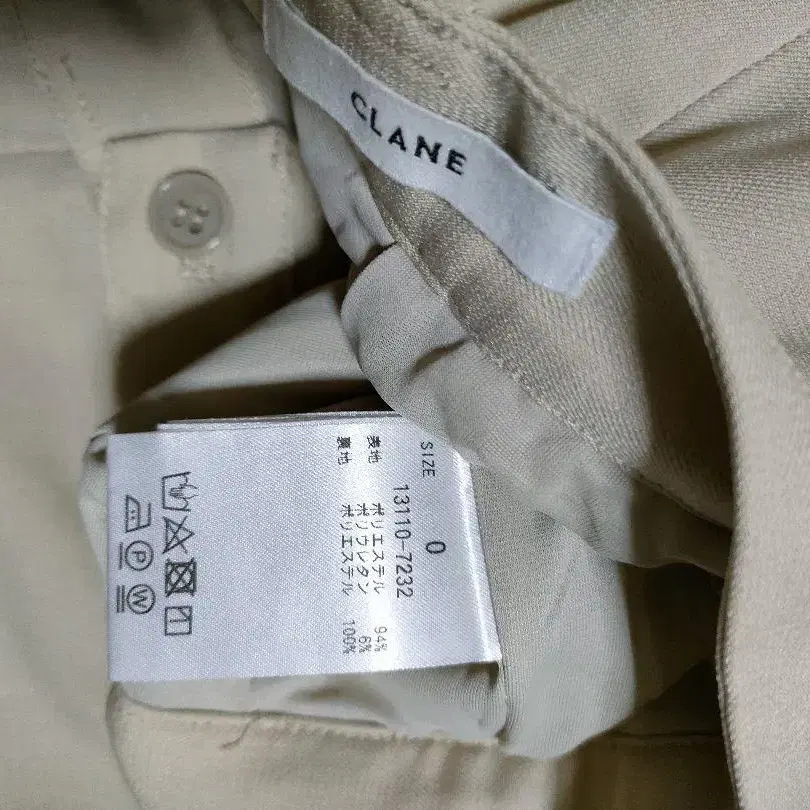 CLANE
SIZE 0
13110-7232
表地 ポリエステル 94%
ポリウレタン 6%
裏地 ポリエステル 100%
P W